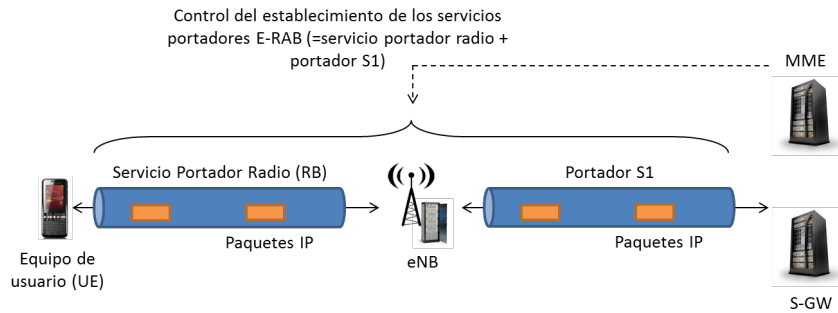 Control del establecimiento de los servicios
portadores E-RAB (=servicio portador radio +
portador S1)
MME
Servicio Portador Radio (RB)
Portador S1
Paquetes IP
Paquetes IP
Equipo de
usuario (UE)
eNB
S-GW